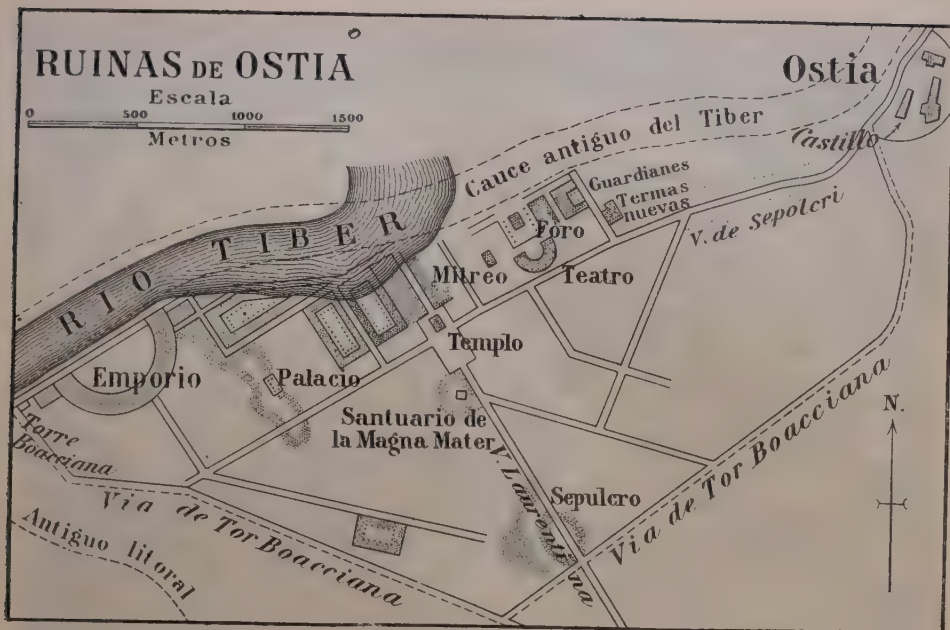 RUINAS DE OSTIA
Escala
0 500 1000 1500
Metros
Ostia
Castillo
Cauce antiguo del Tiber
RIO TIBER
Guardianes
Termas
nuevas
Foro
V. de Sepolcri
Mitreo
Teatro
Templo
Emporio
Palacio
Santuario de
la Magna Mater
N.
Torre
Boacciana
V. Laurentina
Sepulcro
Via de Tor Boacciana
Via de Tor Boacciana
Antiguo litoral